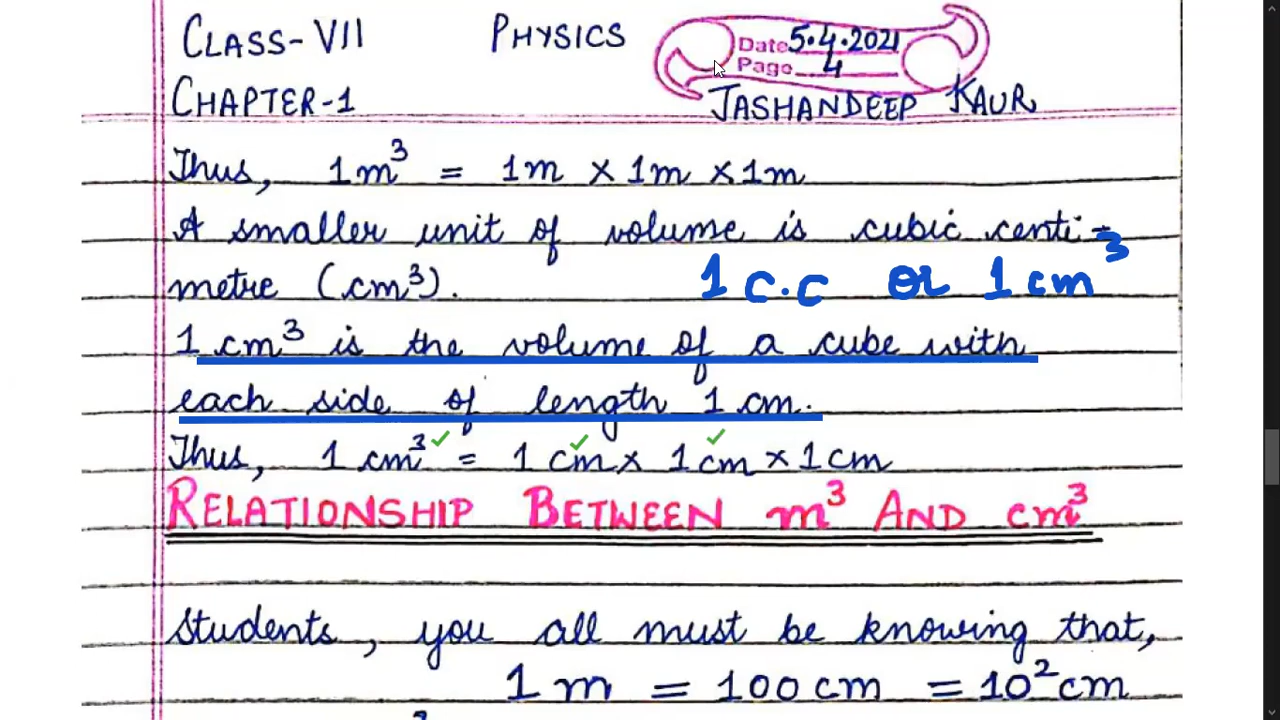 CLASS-VII PHYSICS Date 5.4.2021
Page 4
CHAPTER-1 JASHANDEEP KAUR
Thus, 1m³ = 1m × 1m × 1m
A smaller unit of volume is cubic centi-
metre (cm³). 1 c.c or 1 cm³
1 cm³ is the volume of a cube with
each side of length 1 cm.
Thus, 1 cm³ = 1 cm × 1 cm × 1 cm
RELATIONSHIP BETWEEN m³ AND cm³
Students, you all must be knowing that,
1 m = 100 cm = 10² cm